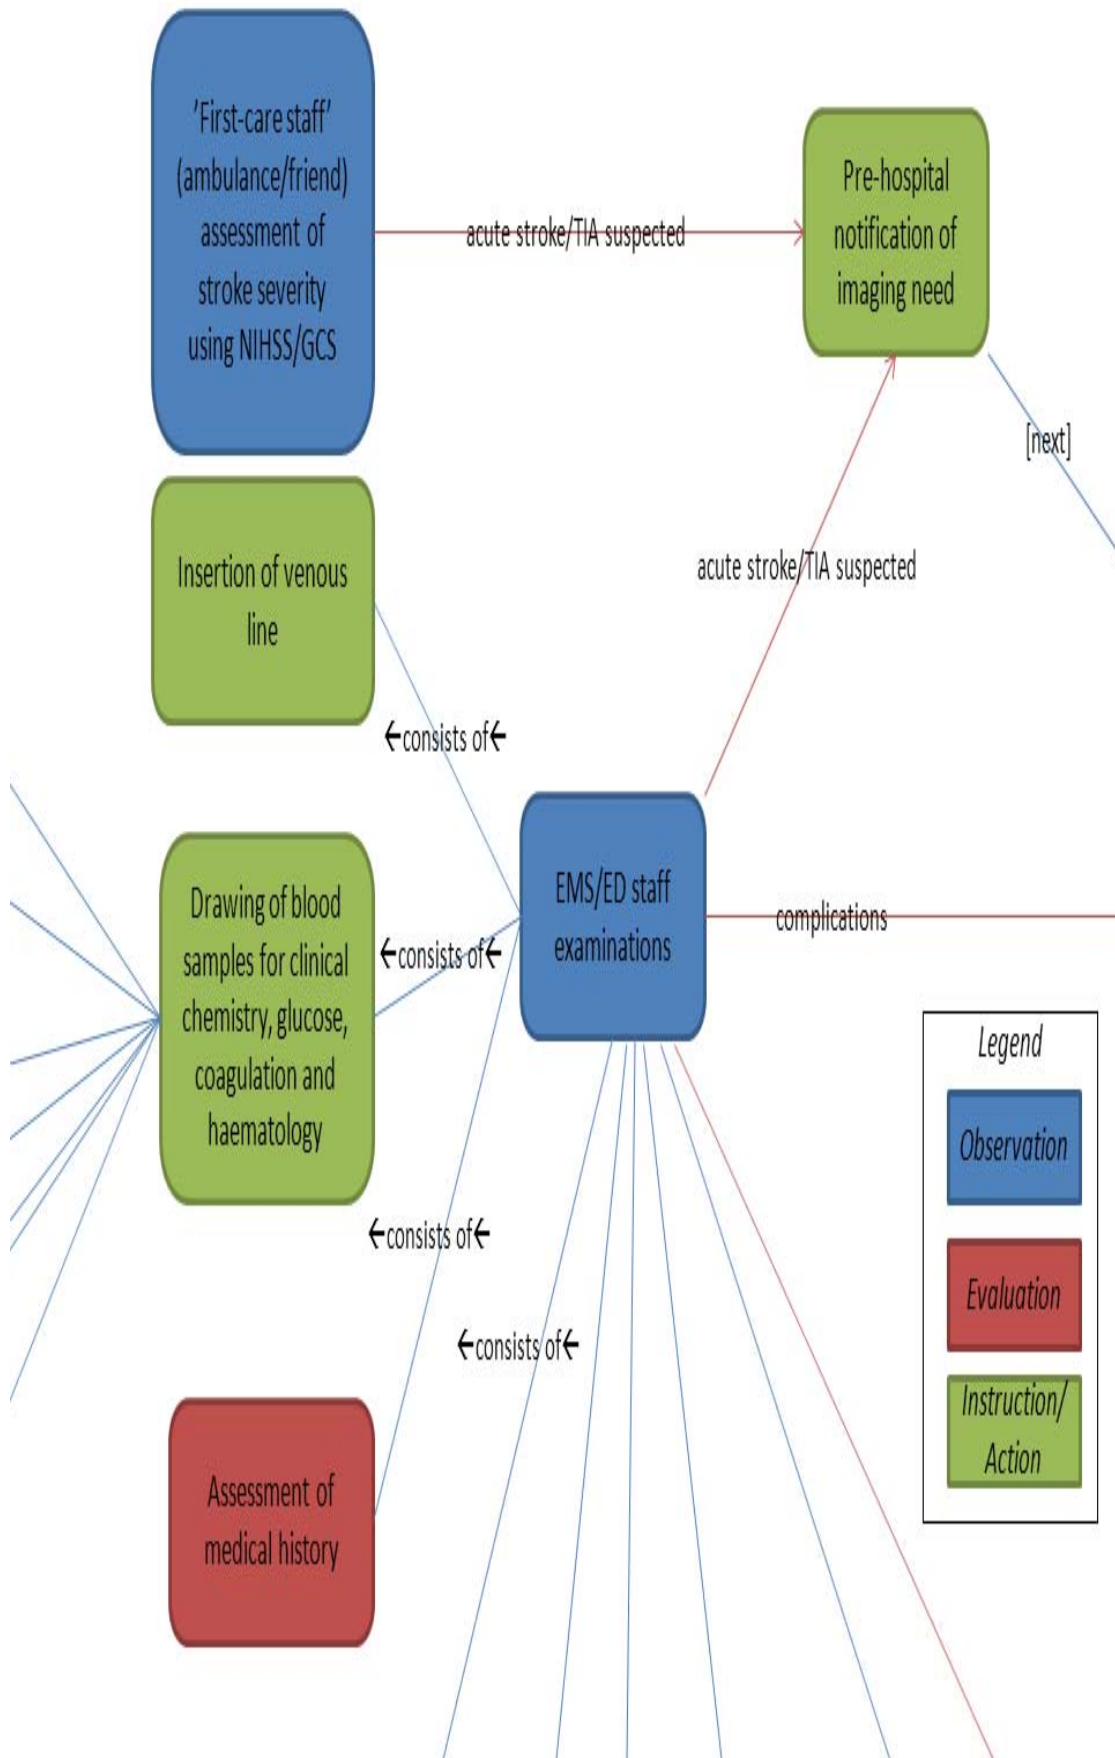 'First-care staff'
(ambulance/friend)
assessment of
stroke severity
using NIHSS/GCS
acute stroke/TIA suspected
Pre-hospital
notification of
imaging need
[next]
Insertion of venous
line
acute stroke/TIA suspected
←consists of←
Drawing of blood
samples for clinical
chemistry, glucose,
coagulation and
haematology
←consists of←
EMS/ED staff
examinations
complications
←consists of←
←consists of←
Assessment of
medical history
Legend
Observation
Evaluation
Instruction/
Action